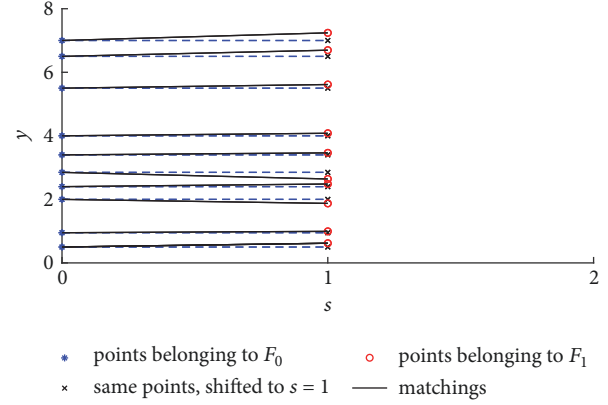 8
6
y
4
2
0
0
1
2
s
points belonging to F0
points belonging to F1
same points, shifted to s = 1
matchings